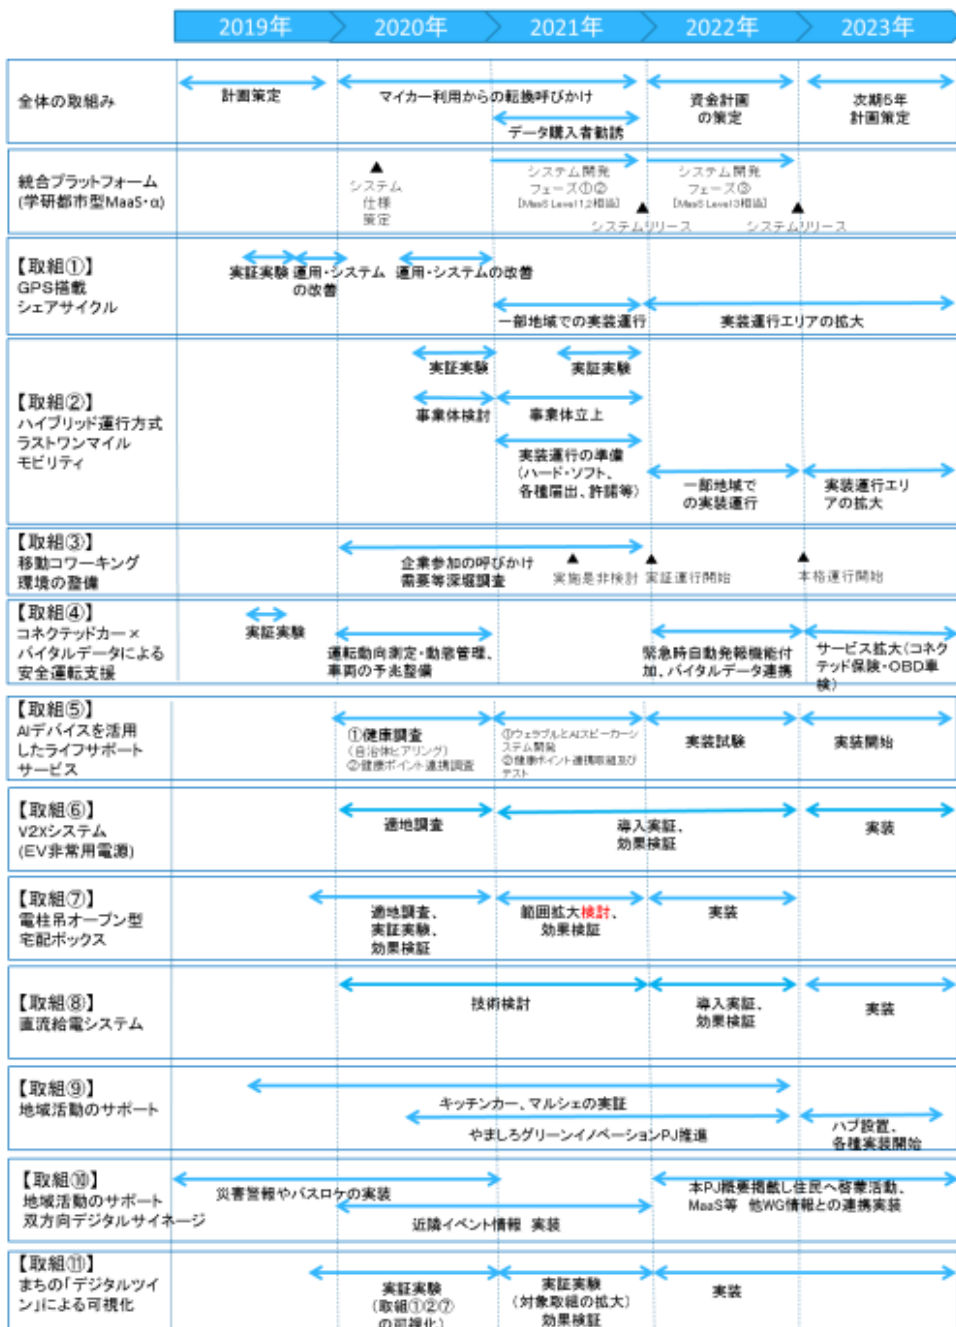 2019年
2020年
2021年
2022年
2023年
全体の取組み
計画策定
マイカー利用からの転換呼びかけ
データ購入者勧誘
資金計画
の策定
次期5年
計画策定
統合プラットフォーム
(学研都市型MaaS・α)
システム
仕様
策定
システム開発
フェーズ①②
[MaaS Level 1,2相当]
システムリリース
システム開発
フェーズ③
[MaaS Level 3相当]
システムリリース
【取組①】
GPS搭載
シェアサイクル
実証実験
運用・システム
の改善
運用・システムの改善
一部地域での実装運行
実装運行エリアの拡大
【取組②】
ハイブリッド運行方式
ラストワンマイル
モビリティ
実証実験
実証実験
事業体検討
事業体立上
実装運行の準備
(ハード・ソフト、
各種届出、許諾等)
一部地域で
の実装運行
実装運行エリ
アの拡大
【取組③】
移動コワーキング
環境の整備
企業参加の呼びかけ
需要等深堀調査
実施是非検討
実証運行開始
本格運行開始
【取組④】
コネクテッドカー×
バイタルデータによる
安全運転支援
実証実験
運転動向測定・動態管理、
車両の予兆整備
緊急時自動発報機能付
加、バイタルデータ連携
サービス拡大(コネク
テッド保険・OBD車
検)
【取組⑤】
AIデバイスを活用
したライフサポート
サービス
①健康調査
(自治体ヒアリング)
②健康ポイント連携調査
①ウェラブルとAIスピーカーシ
ステム開発
②健康ポイント連携取組及び
テスト
実装試験
実装開始
【取組⑥】
V2Xシステム
(EV非常用電源)
適地調査
導入実証、
効果検証
実装
【取組⑦】
電柱吊オープン型
宅配ボックス
適地調査、
実証実験、
効果検証
範囲拡大検討、
効果検証
実装
【取組⑧】
直流給電システム
技術検討
導入実証、
効果検証
実装
【取組⑨】
地域活動のサポート
キッチンカー、マルシェの実証
やましろグリーンイノベーションPJ推進
ハブ設置、
各種実装開始
【取組⑩】
地域活動のサポート
双方向デジタルサイネージ
災害警報やバスロケの実装
近隣イベント情報 実装
本PJ概要掲載し住民へ啓蒙活動、
MaaS等 他WG情報との連携実装
【取組⑪】
まちの「デジタルツイ
ン」による可視化
実証実験
(取組①②⑦
の可視化)
実証実験
(対象取組の拡大)
効果検証
実装